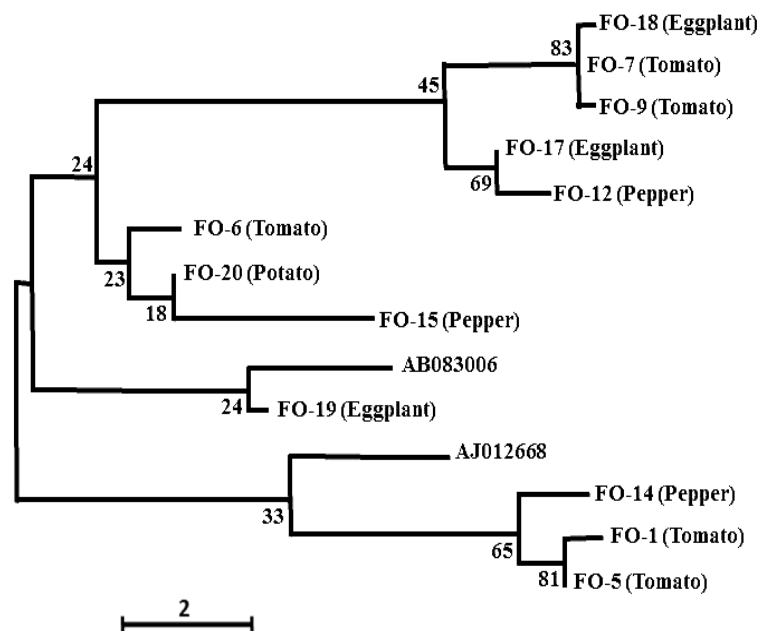 FO-18 (Eggplant)
83
FO-7 (Tomato)
45
FO-9 (Tomato)
FO-17 (Eggplant)
24
69
FO-12 (Pepper)
FO-6 (Tomato)
23
FO-20 (Potato)
18
FO-15 (Pepper)
AB083006
24
FO-19 (Eggplant)
AJ012668
33
FO-14 (Pepper)
FO-1 (Tomato)
65
81
FO-5 (Tomato)
2